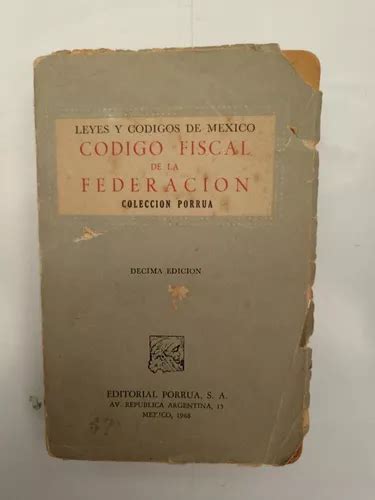 LEYES Y CODIGOS DE MEXICO
CODIGO FISCAL
DE LA
FEDERACION
COLECCION PORRUA
DECIMA EDICION
EDITORIAL PORRUA, S. A.
AV. REPUBLICA ARGENTINA, 15
MEXICO, 1968